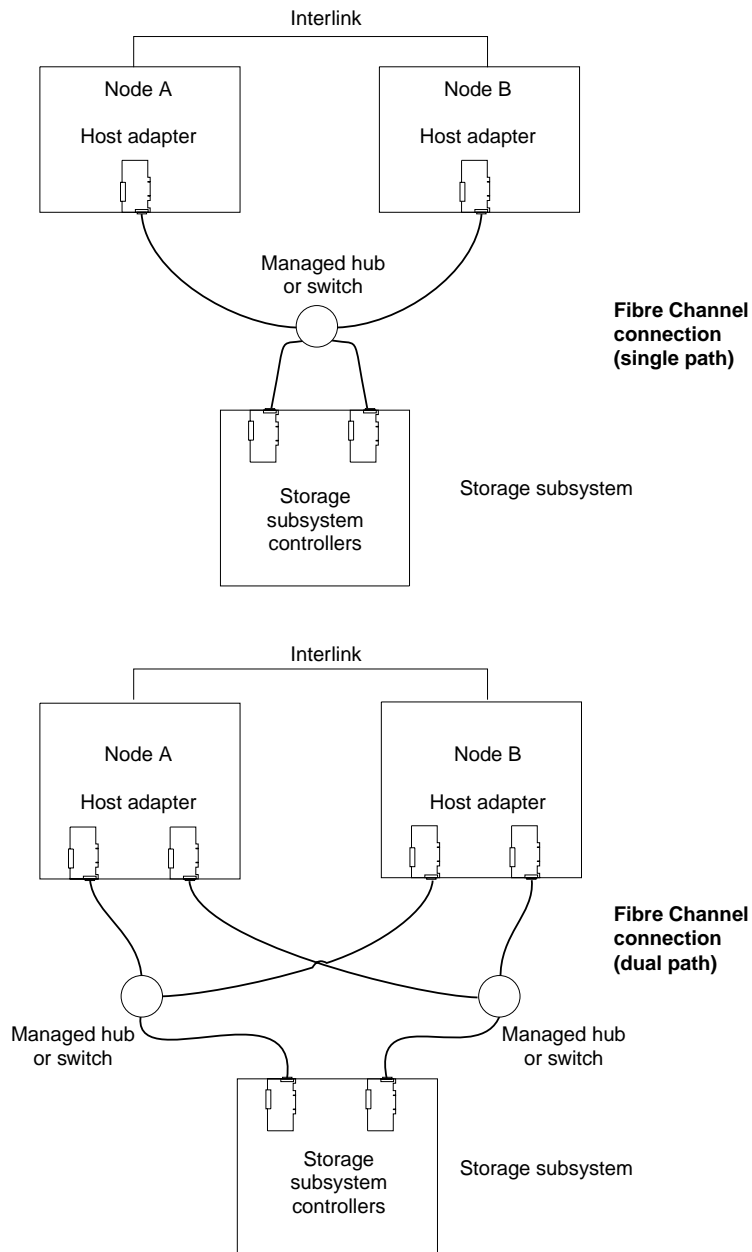 Interlink
Node A
Node B
Host adapter
Host adapter
Managed hub
or switch
Fibre Channel
connection
(single path)
Storage
subsystem
controllers
Storage subsystem
Interlink
Node A
Node B
Host adapter
Host adapter
Fibre Channel
connection
(dual path)
Managed hub
or switch
Managed hub
or switch
Storage
subsystem
controllers
Storage subsystem